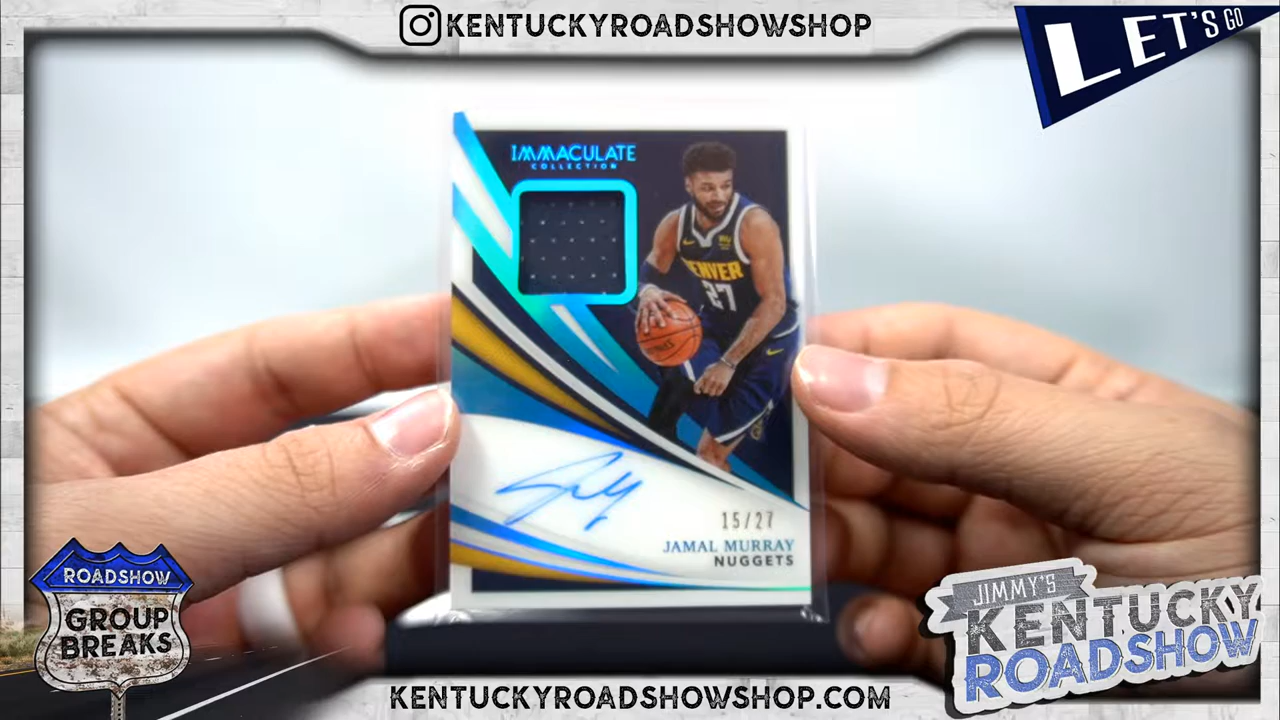 KENTUCKYROADSHOWSHOP
LET'S GO
IMMACULATE
COLLECTION
DENVER
27
15/27
JAMAL MURRAY
NUGGETS
ROADSHOW
GROUP
BREAKS
JIMMY'S
KENTUCKY
ROADSHOW
KENTUCKYROADSHOWSHOP.COM